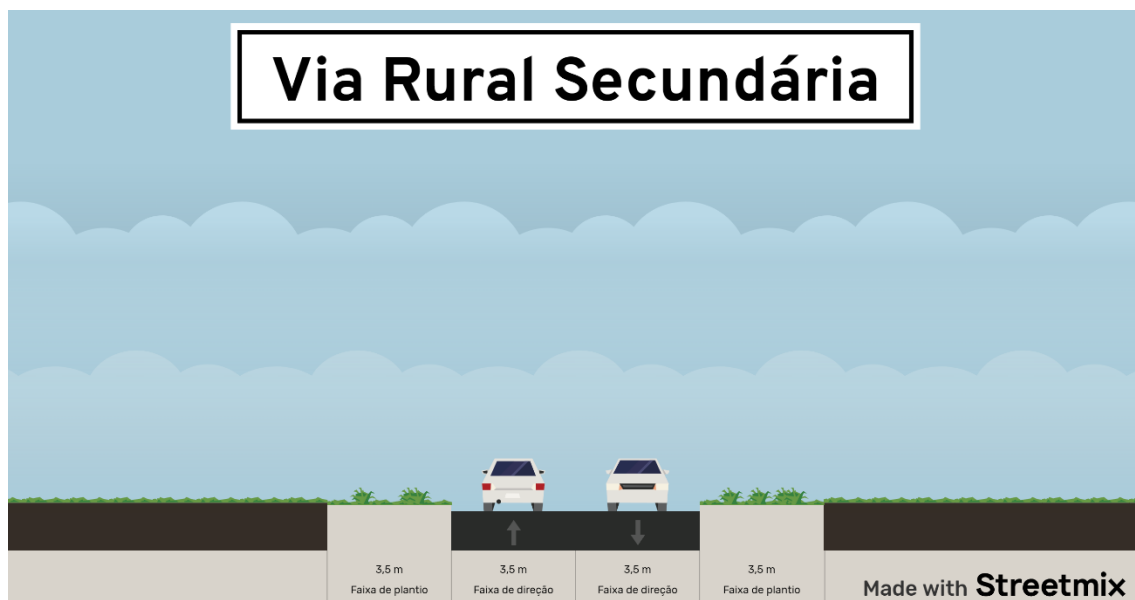 Via Rural Secundária
3,5 m 3,5 m 3,5 m 3,5 m
Faixa de plantio Faixa de direção Faixa de direção Faixa de plantio
Made with Streetmix